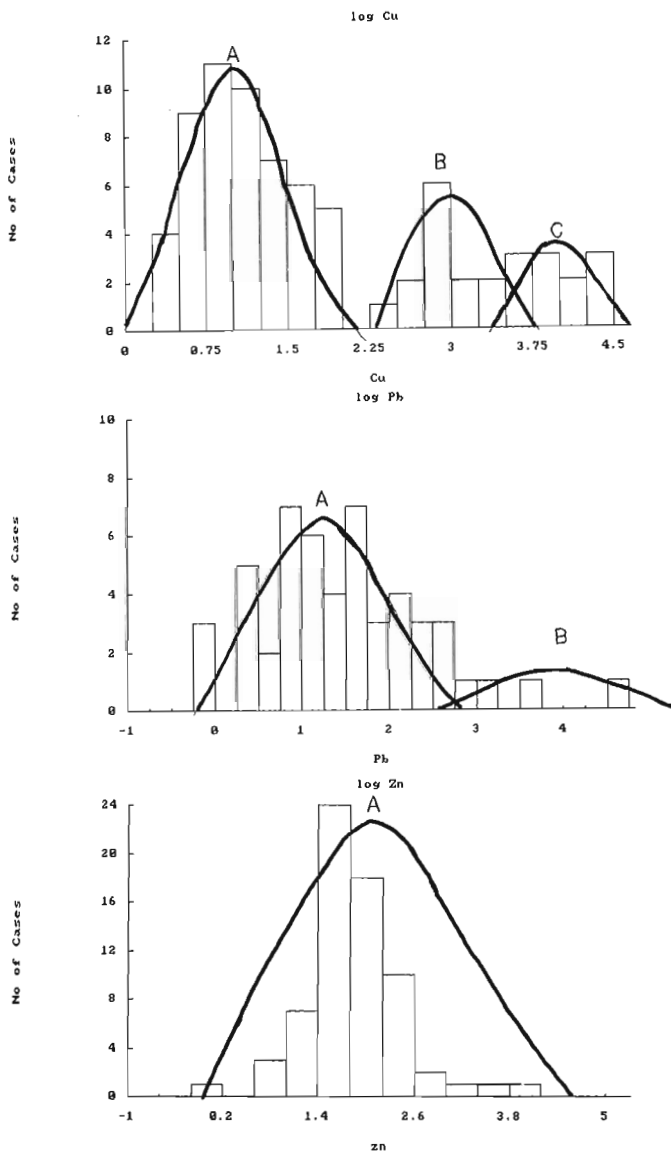 log Cu
12
A
10
No of Cases
8
B
6
C
4
2
0
0 0.75 1.5 2.25 3 3.75 4.5
Cu
log Pb
10
8
A
No of Cases
6
4
B
2
0
-1 0 1 2 3 4
Pb
log Zn
A
24
20
16
No of Cases
12
8
4
0
-1 0.2 1.4 2.6 3.8 5
zn